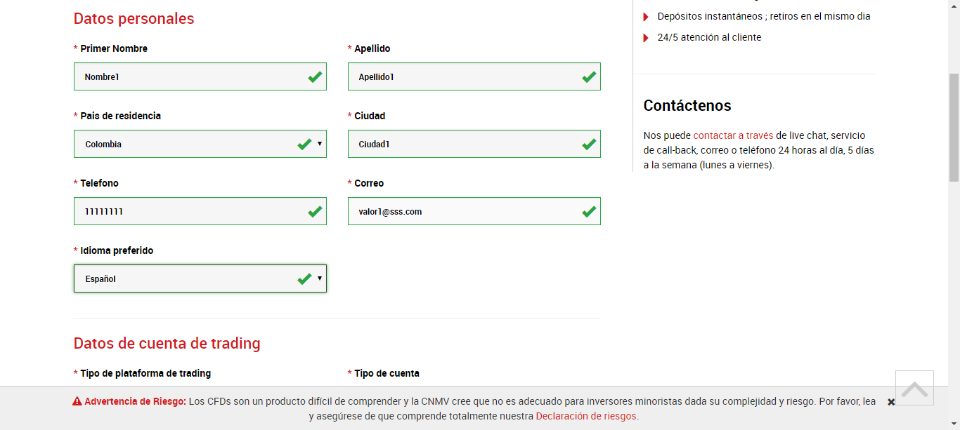 Datos personales
* Primer Nombre
* Apellido
Nombre1
Apellido1
* País de residencia
* Ciudad
Colombia
Ciudad1
* Telefono
* Correo
11111111
valor1@sss.com
* Idioma preferido
Español
Datos de cuenta de trading
* Tipo de plataforma de trading
* Tipo de cuenta
Depósitos instantáneos ; retiros en el mismo dia
24/5 atención al cliente
Contáctenos
Nos puede contactar a través de live chat, servicio
de call-back, correo o teléfono 24 horas al día, 5 días
a la semana (lunes a viernes).
Advertencia de Riesgo: Los CFDs son un producto difícil de comprender y la CNMV cree que no es adecuado para inversores minoristas dada su complejidad y riesgo. Por favor, lea
y asegúrese de que comprende totalmente nuestra Declaración de riesgos.